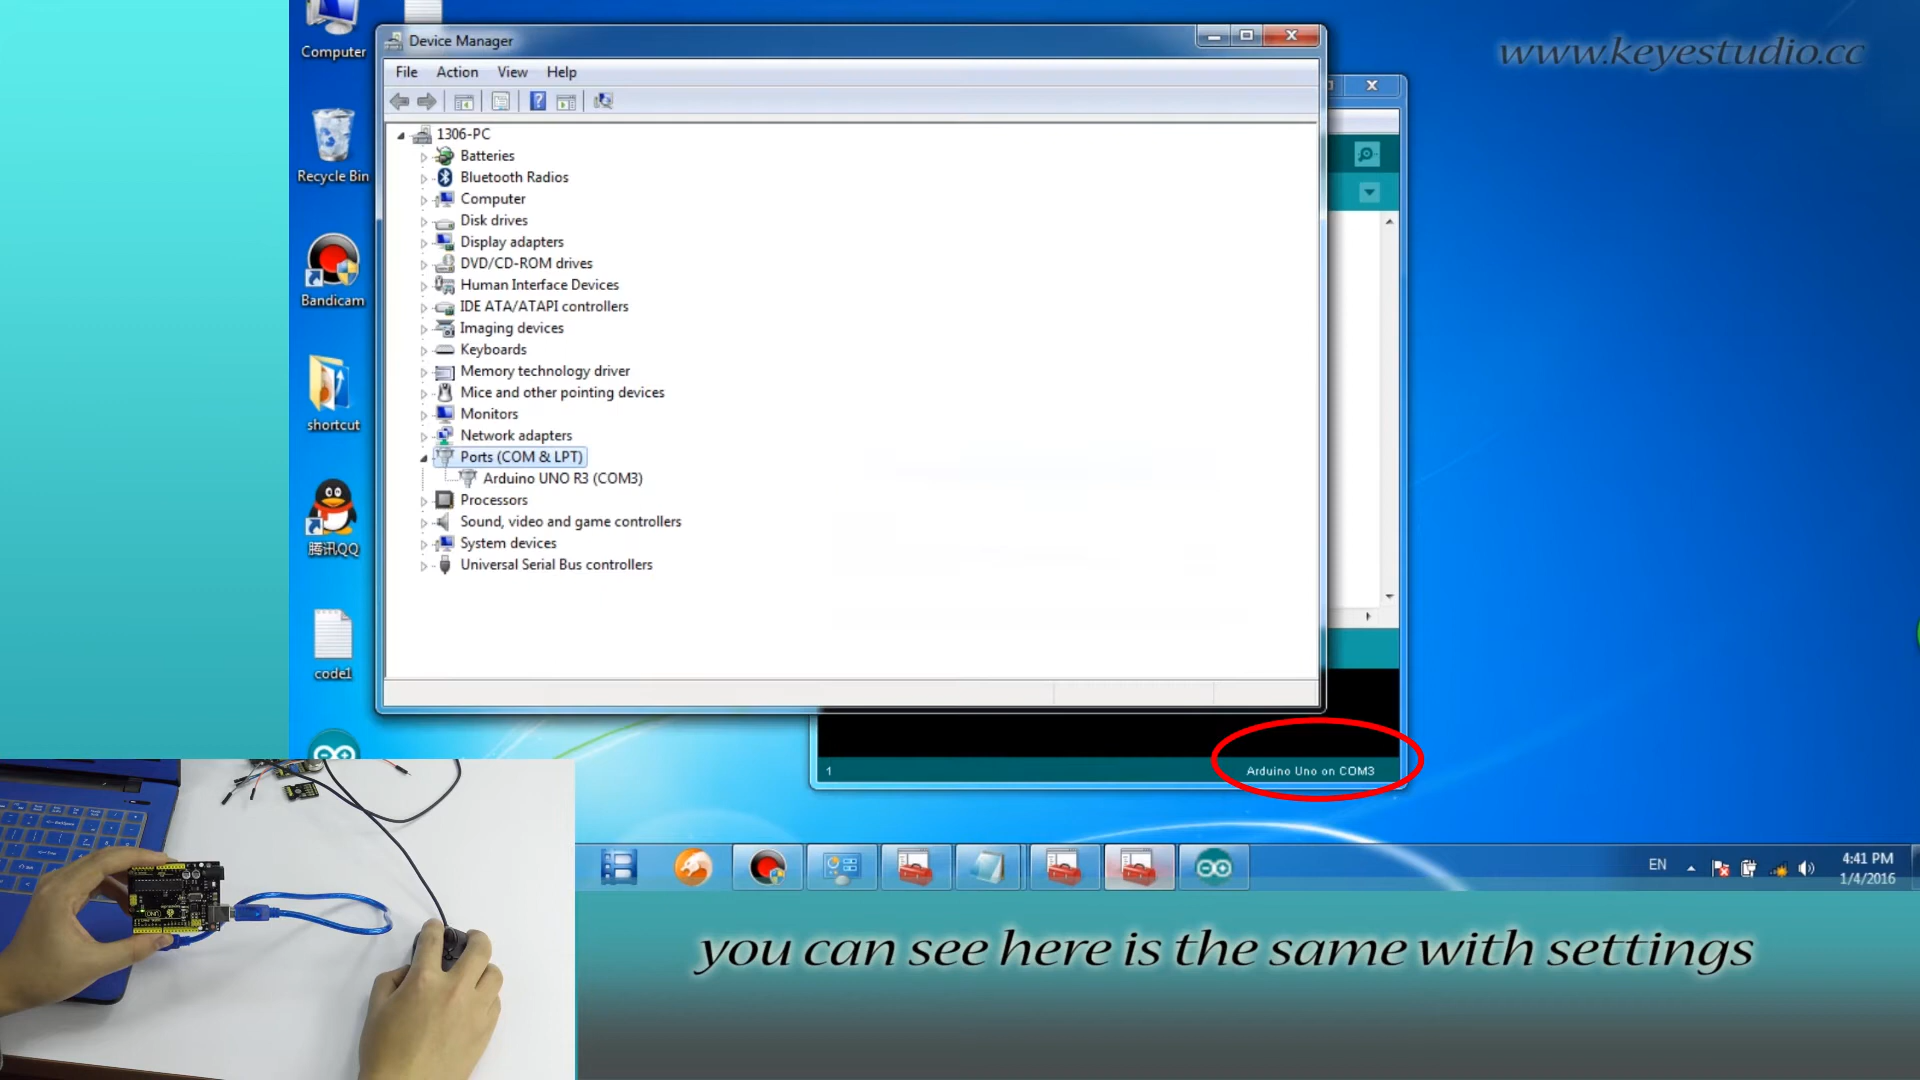 www.keyestudio.cc
Computer
Recycle Bin
Bandicam
shortcut
腾讯QQ
code1
Device Manager
File Action View Help
1306-PC
Batteries
Bluetooth Radios
Computer
Disk drives
Display adapters
DVD/CD-ROM drives
Human Interface Devices
IDE ATA/ATAPI controllers
Imaging devices
Keyboards
Memory technology driver
Mice and other pointing devices
Monitors
Network adapters
Ports (COM & LPT)
Arduino UNO R3 (COM3)
Processors
Sound, video and game controllers
System devices
Universal Serial Bus controllers
1
Arduino Uno on COM3
EN
4:41 PM
1/4/2016
UNO
you can see here is the same with settings